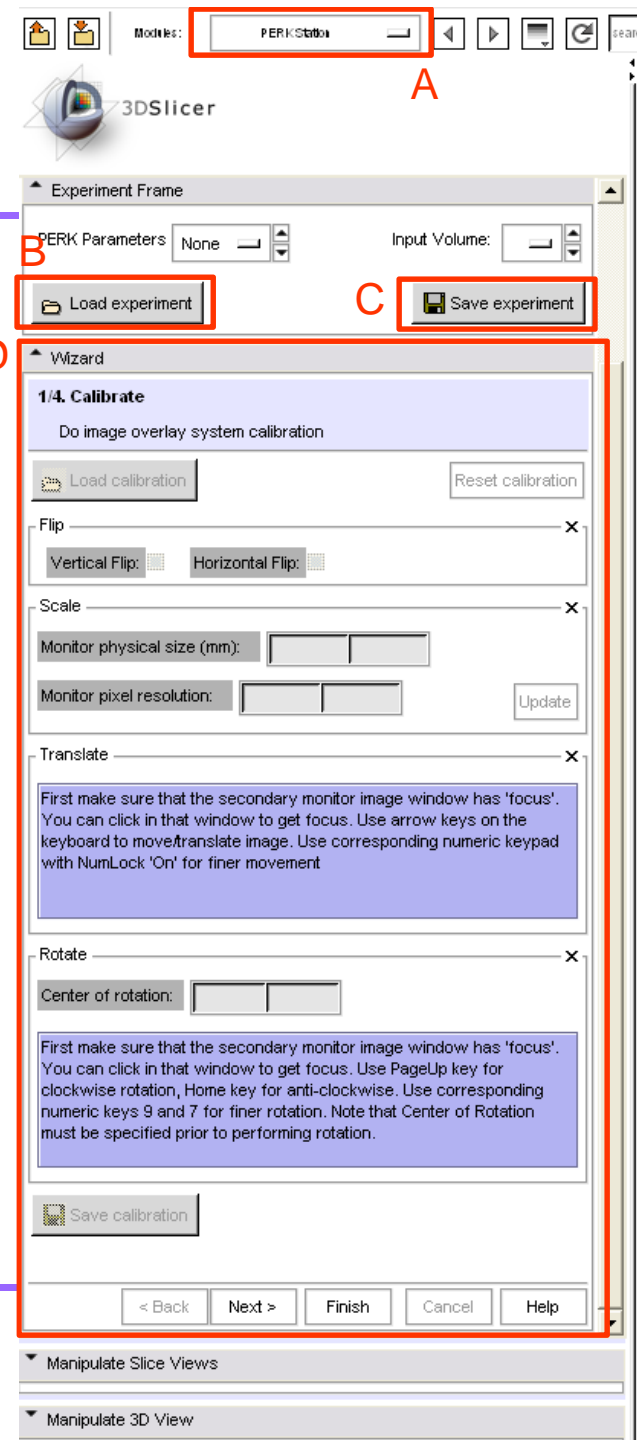 Modules: PERKStation
sear
A
3DSlicer
Experiment Frame
PERK Parameters None Input Volume:
B
Load experiment C Save experiment
D
Wizard
1/4. Calibrate
Do image overlay system calibration
Load calibration Reset calibration
Flip
Vertical Flip: Horizontal Flip:
Scale
Monitor physical size (mm):
Monitor pixel resolution: Update
Translate
First make sure that the secondary monitor image window has 'focus'.
You can click in that window to get focus. Use arrow keys on the
keyboard to move/translate image. Use corresponding numeric keypad
with NumLock 'On' for finer movement
Rotate
Center of rotation:
First make sure that the secondary monitor image window has 'focus'.
You can click in that window to get focus. Use PageUp key for
clockwise rotation, Home key for anti-clockwise. Use corresponding
numeric keys 9 and 7 for finer rotation. Note that Center of Rotation
must be specified prior to performing rotation.
Save calibration
< Back Next > Finish Cancel Help
Manipulate Slice Views
Manipulate 3D View